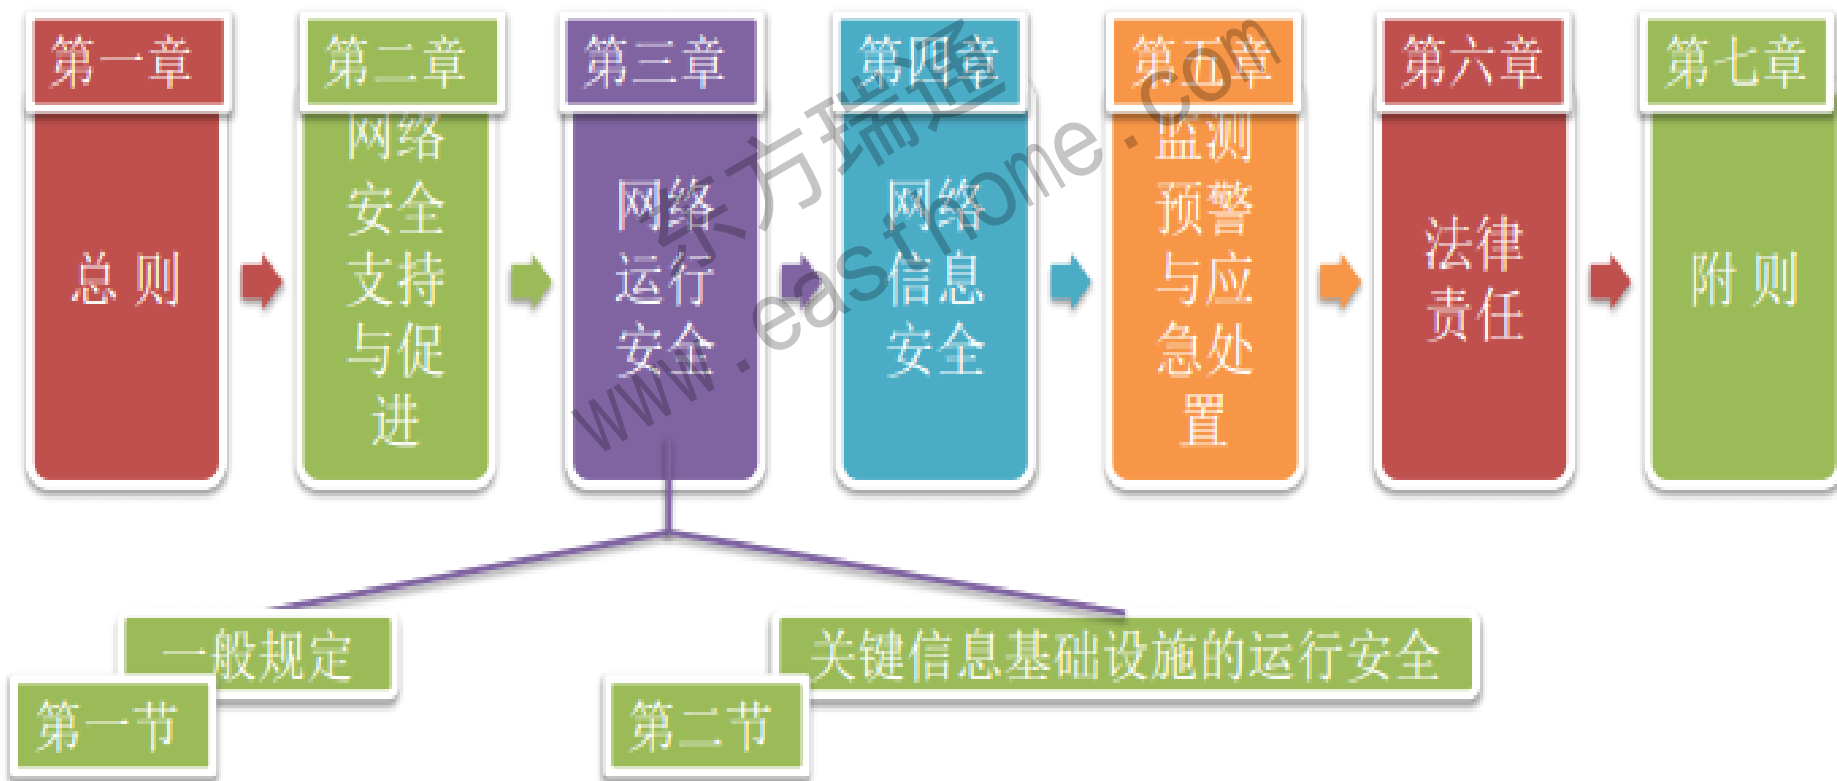 第一章
总 则
第二章
网络
安全
支持
与促
进
第三章
网络
运行
安全
第四章
网络
信息
安全
第五章
监测
预警
与应
急处
置
第六章
法律
责任
第七章
附 则
一般规定
第一节
关键信息基础设施的运行安全
第二节
东方瑞通
www.easthome.com